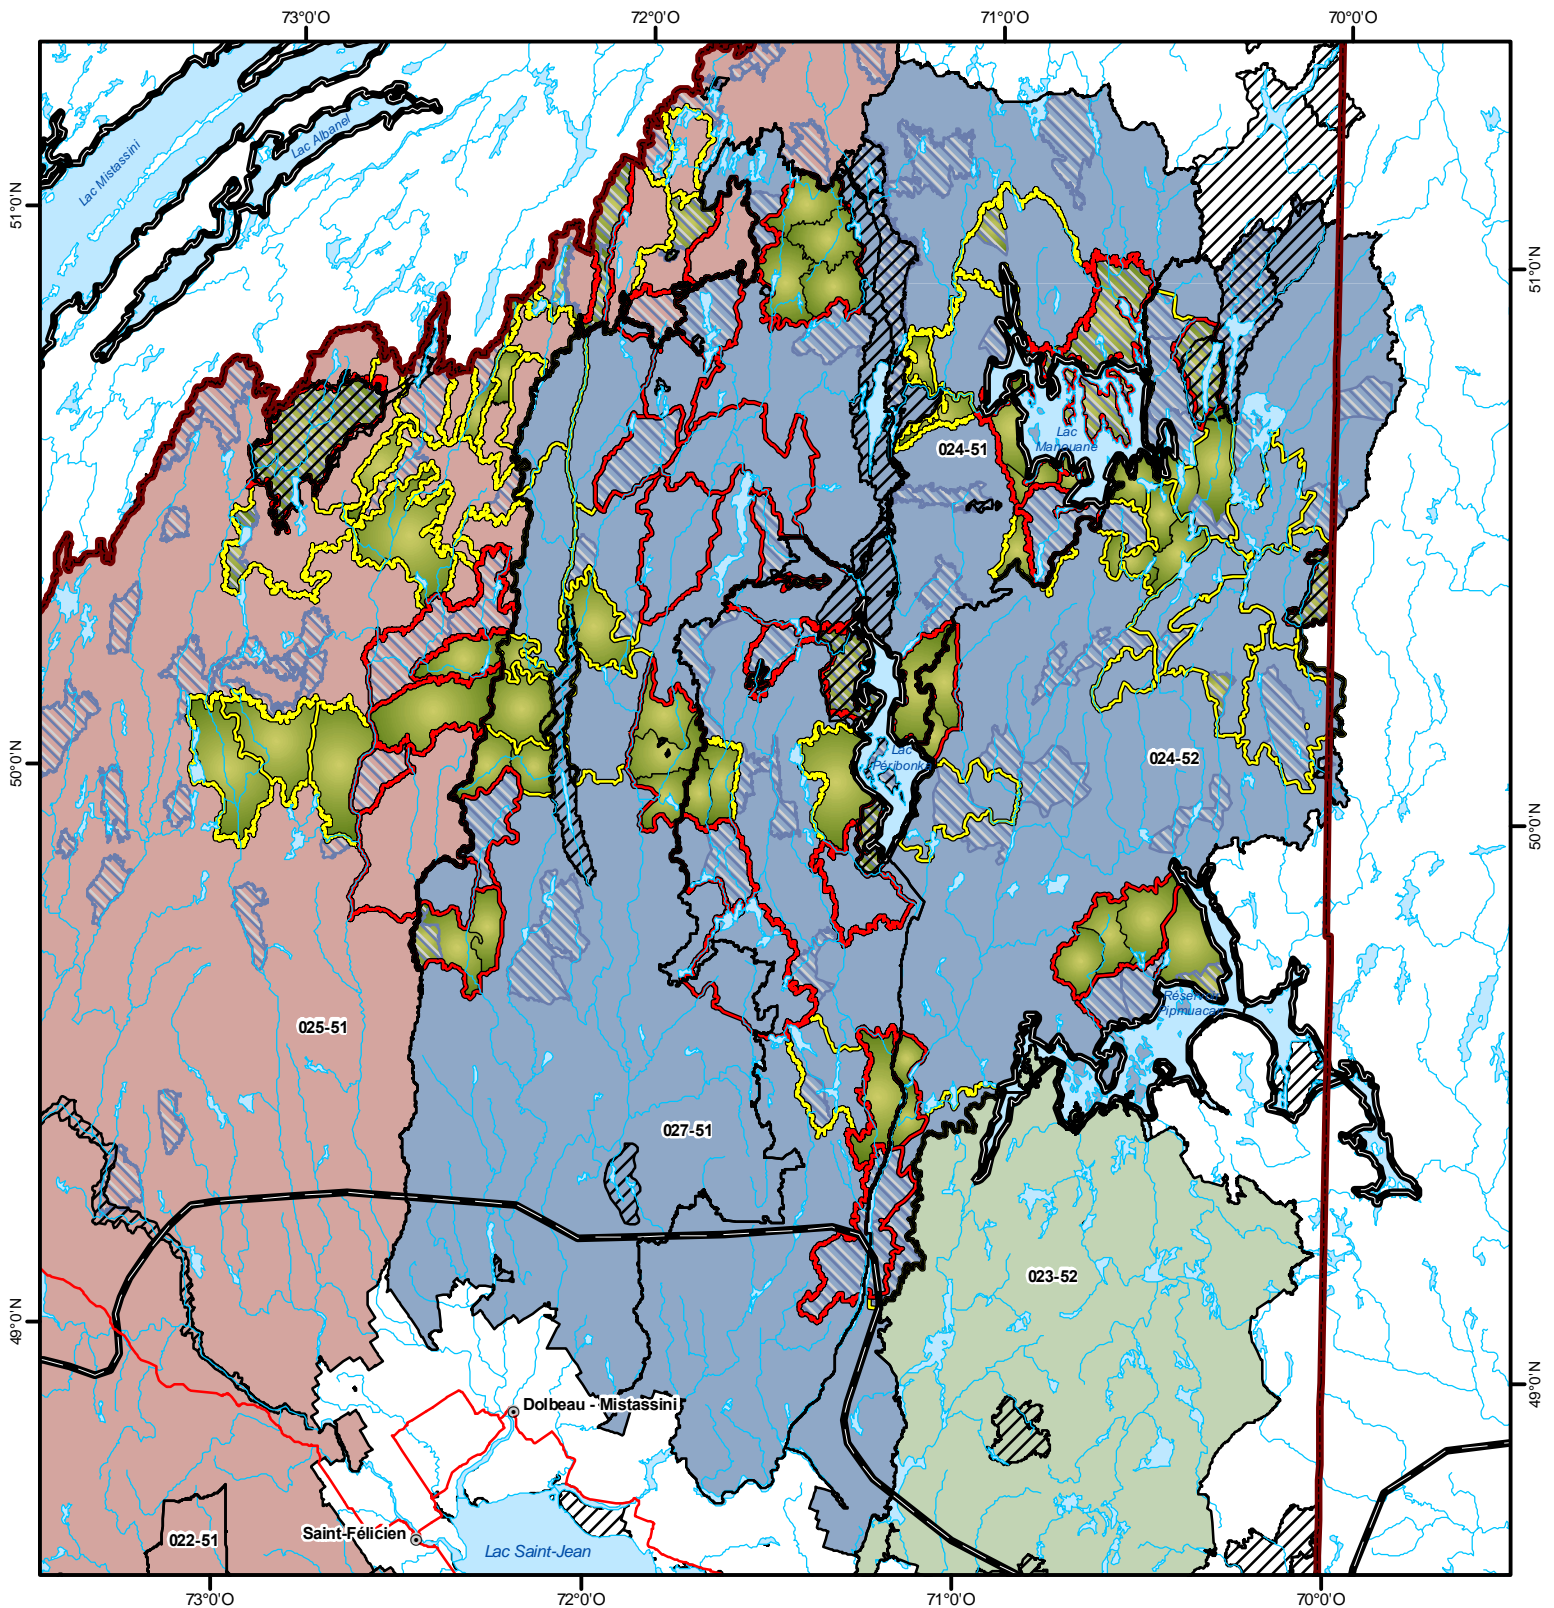 73°0'O
72°0'O
71°0'O
70°0'O
Lac Mistassini
Lac Albanel
51°0'N
51°0'N
024-51
Lac
Manouane
50°0'N
Lac
Péribonka
024-52
50°0'N
Réservoir
Pipmuacan
025-51
027-51
023-52
49°0'N
49°0'N
Dolbeau - Mistassini
022-51
Saint-Félicien
Lac Saint-Jean
73°0'O
72°0'O
71°0'O
70°0'O